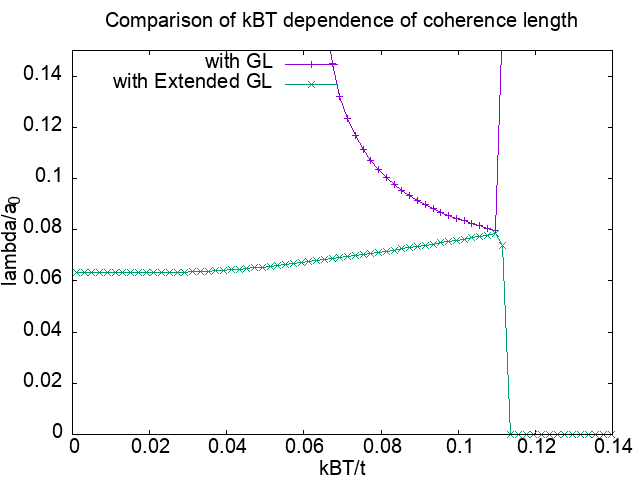 Comparison of kBT dependence of coherence length
with GL
with Extended GL
0.14
0.12
0.1
0.08
0.06
0.04
0.02
0
lambda/a0
0 0.02 0.04 0.06 0.08 0.1 0.12 0.14
kBT/t